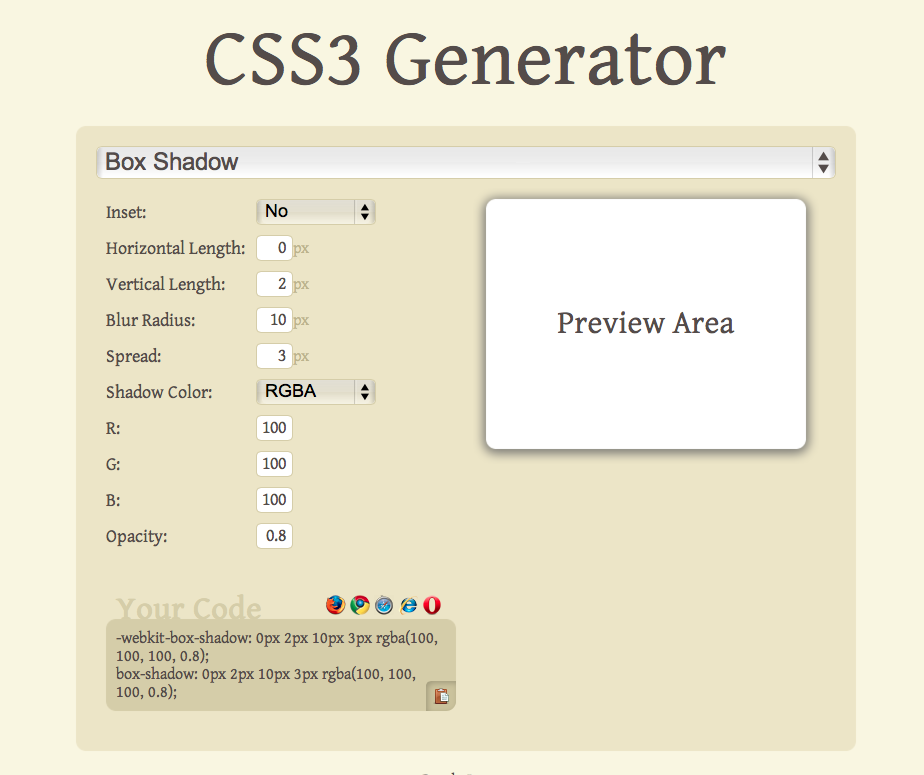 CSS3 Generator
Box Shadow
Inset: No
Horizontal Length: 0 px
Vertical Length: 2 px
Blur Radius: 10 px
Spread: 3 px
Shadow Color: RGBA
R: 100
G: 100
B: 100
Opacity: 0.8
Preview Area
Your Code
-webkit-box-shadow: 0px 2px 10px 3px rgba(100,
100, 100, 0.8);
box-shadow: 0px 2px 10px 3px rgba(100, 100,
100, 0.8);